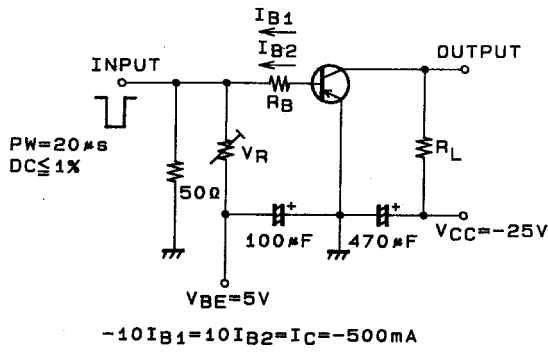 IB1
IB2
INPUT
OUTPUT
RB
PW=20μs
DC≦1%
VR
RL
50Ω
+
+
100μF
470μF
VCC=-25V
VBE=5V
-10IB1=10IB2=IC=-500mA